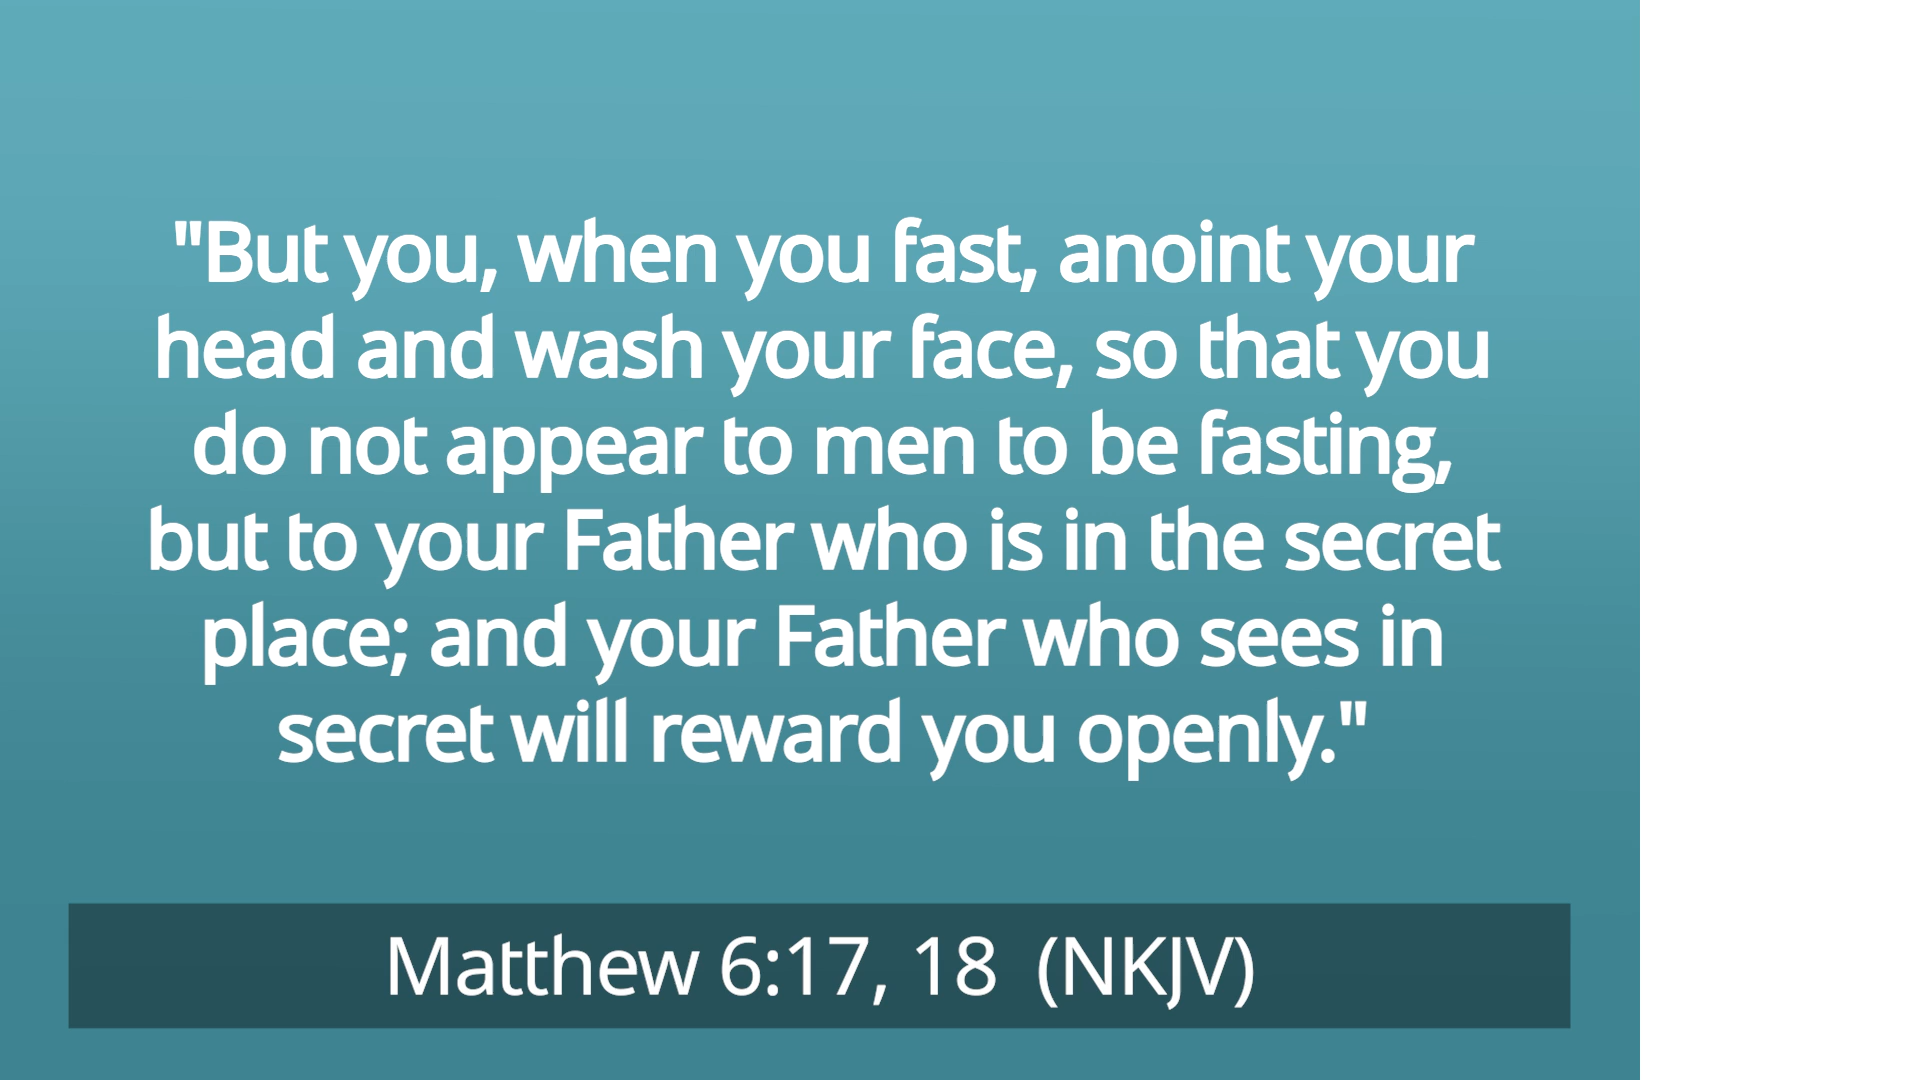 "But you, when you fast, anoint your
head and wash your face, so that you
do not appear to men to be fasting,
but to your Father who is in the secret
place; and your Father who sees in
secret will reward you openly."
Matthew 6:17, 18  (NKJV)